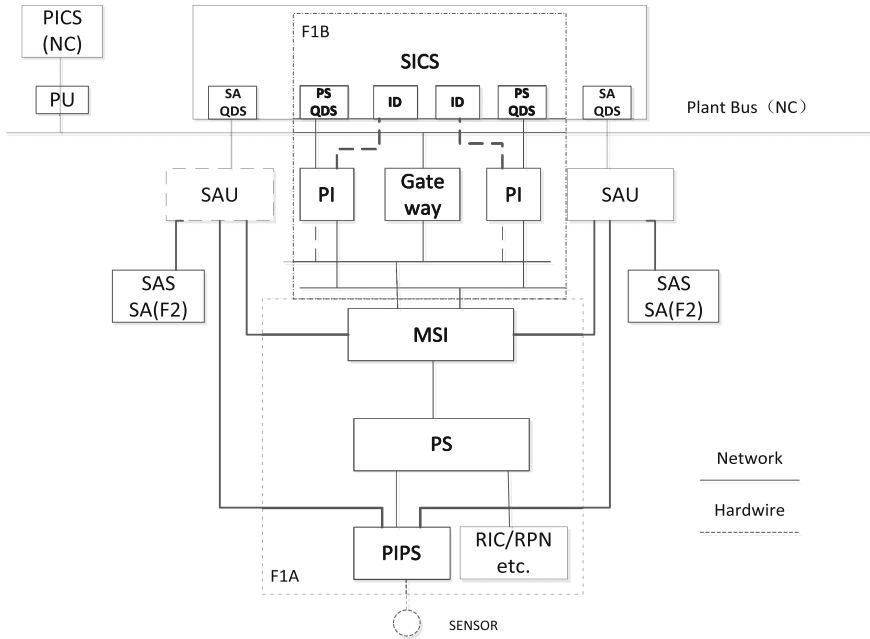 PICS
(NC)
F1B
SICS
PU
SA
QDS
PS
QDS
ID
ID
PS
QDS
SA
QDS
Plant Bus（NC）
SAU
PI
Gate
way
PI
SAU
SAS
SA(F2)
SAS
SA(F2)
MSI
PS
Network
Hardwire
PIPS
RIC/RPN
etc.
F1A
SENSOR